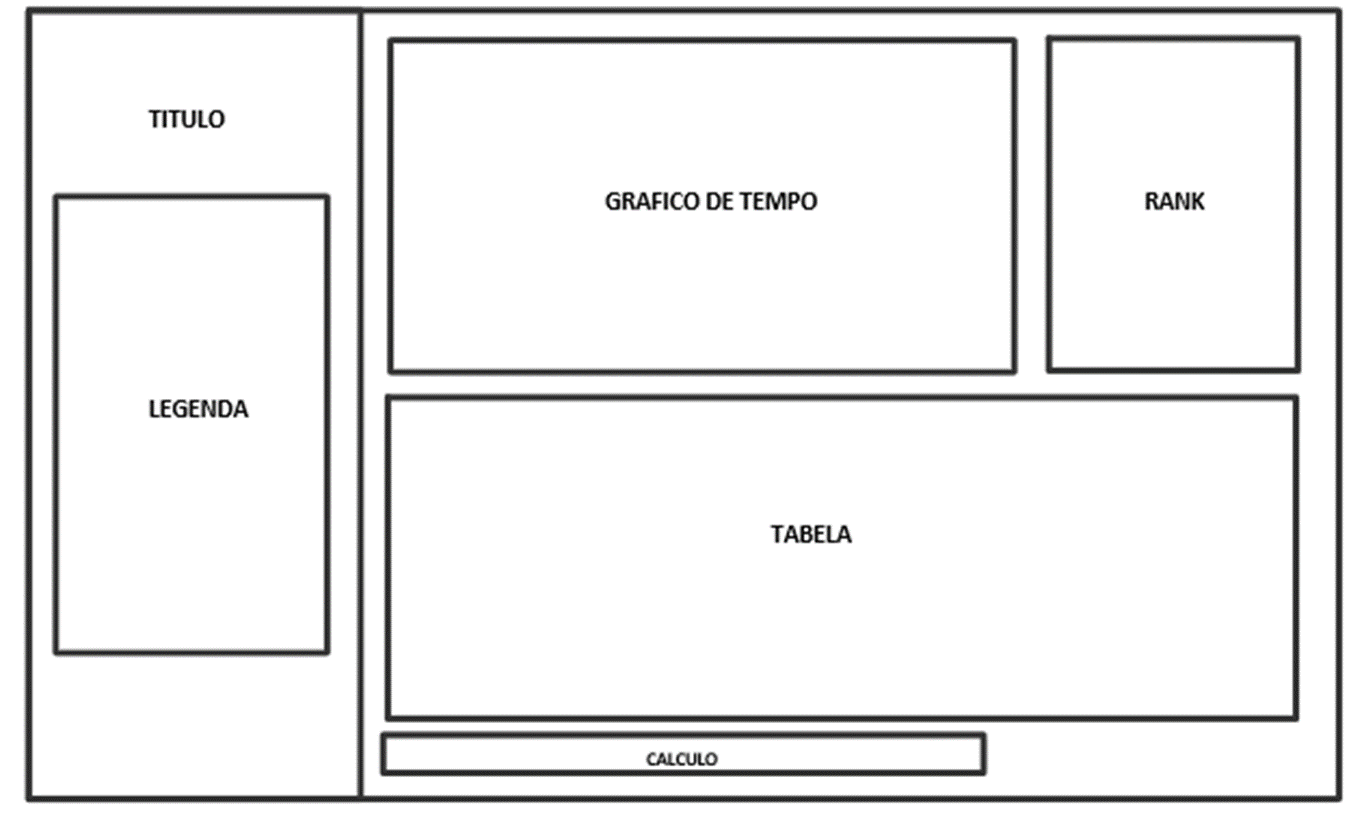 TITULO
LEGENDA
GRAFICO DE TEMPO
RANK
TABELA
CALCULO